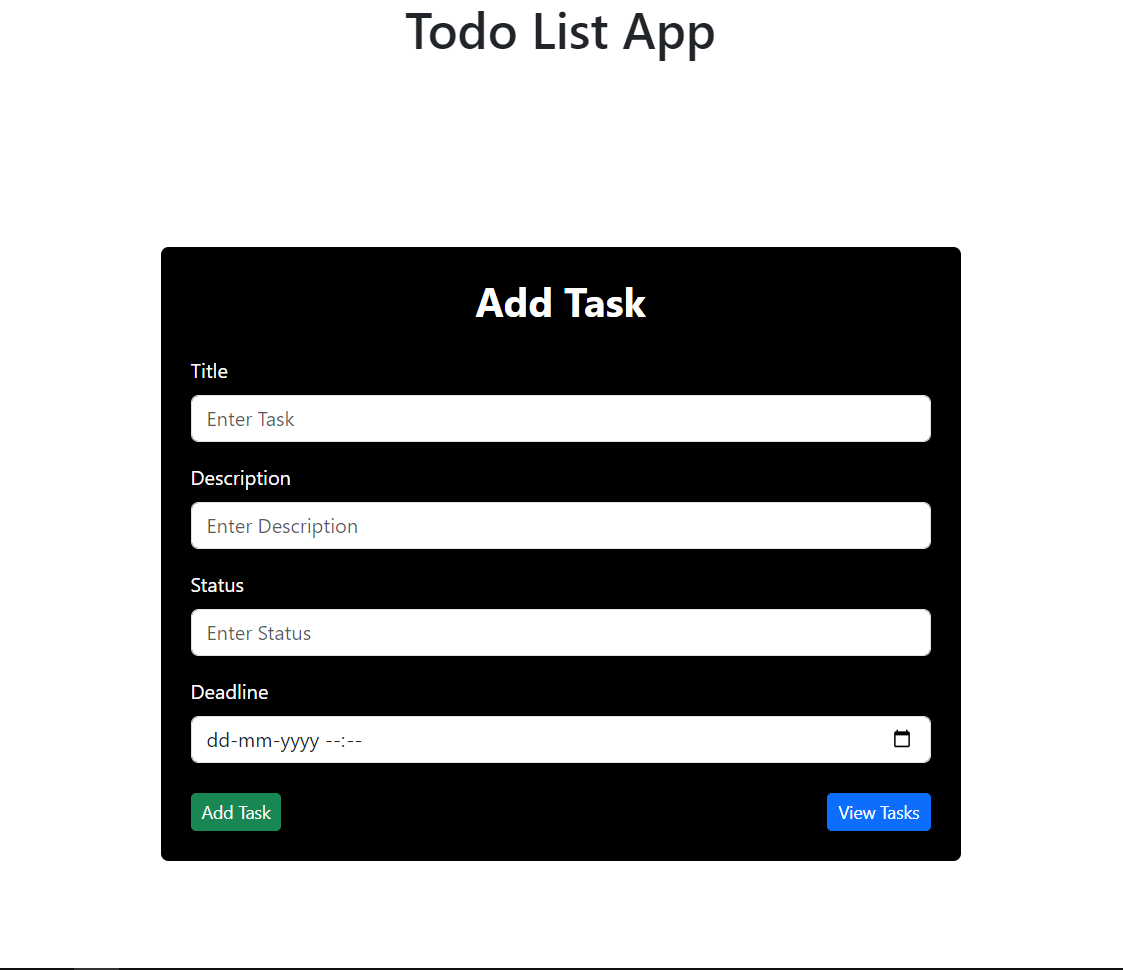 Todo List App
Add Task
Title
Enter Task
Description
Enter Description
Status
Enter Status
Deadline
dd-mm-yyyy --:--
Add Task
View Tasks